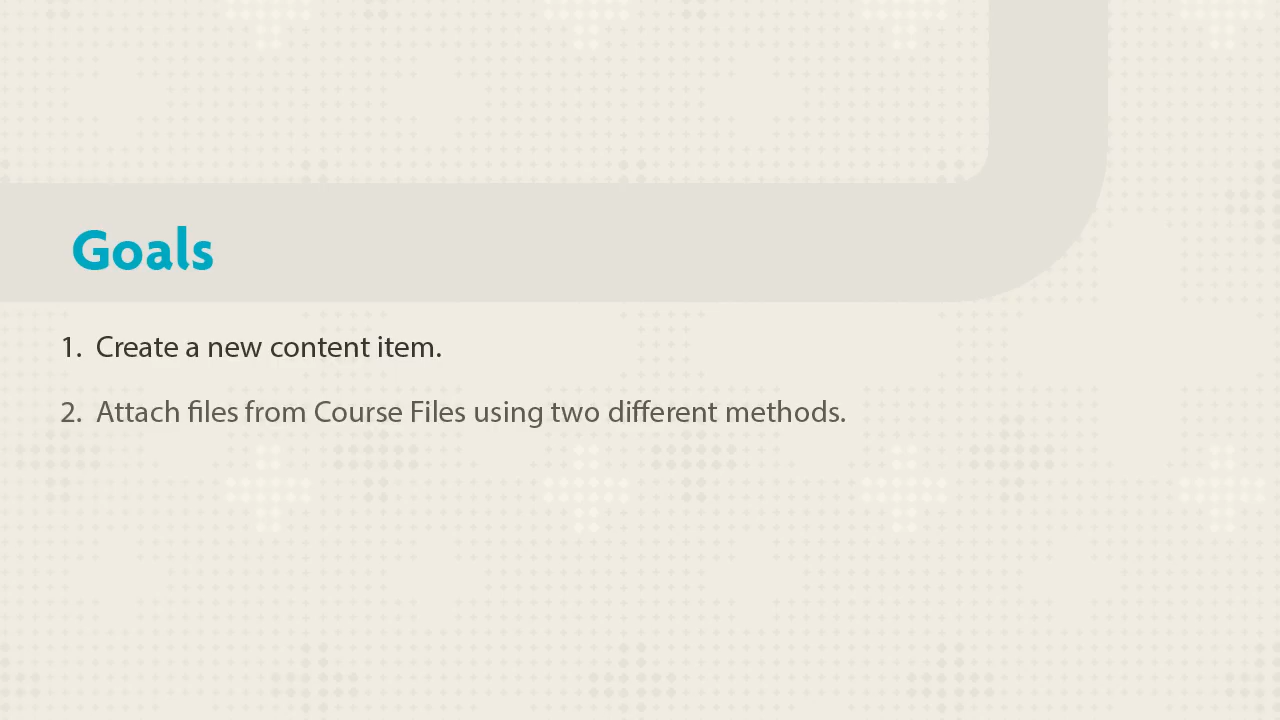 Goals
1. Create a new content item.
2. Attach files from Course Files using two different methods.